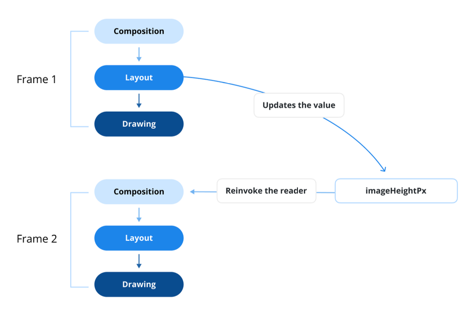 Composition
Frame 1
Layout
Updates the value
Drawing
Composition
Reinvoke the reader
imageHeightPx
Frame 2
Layout
Drawing